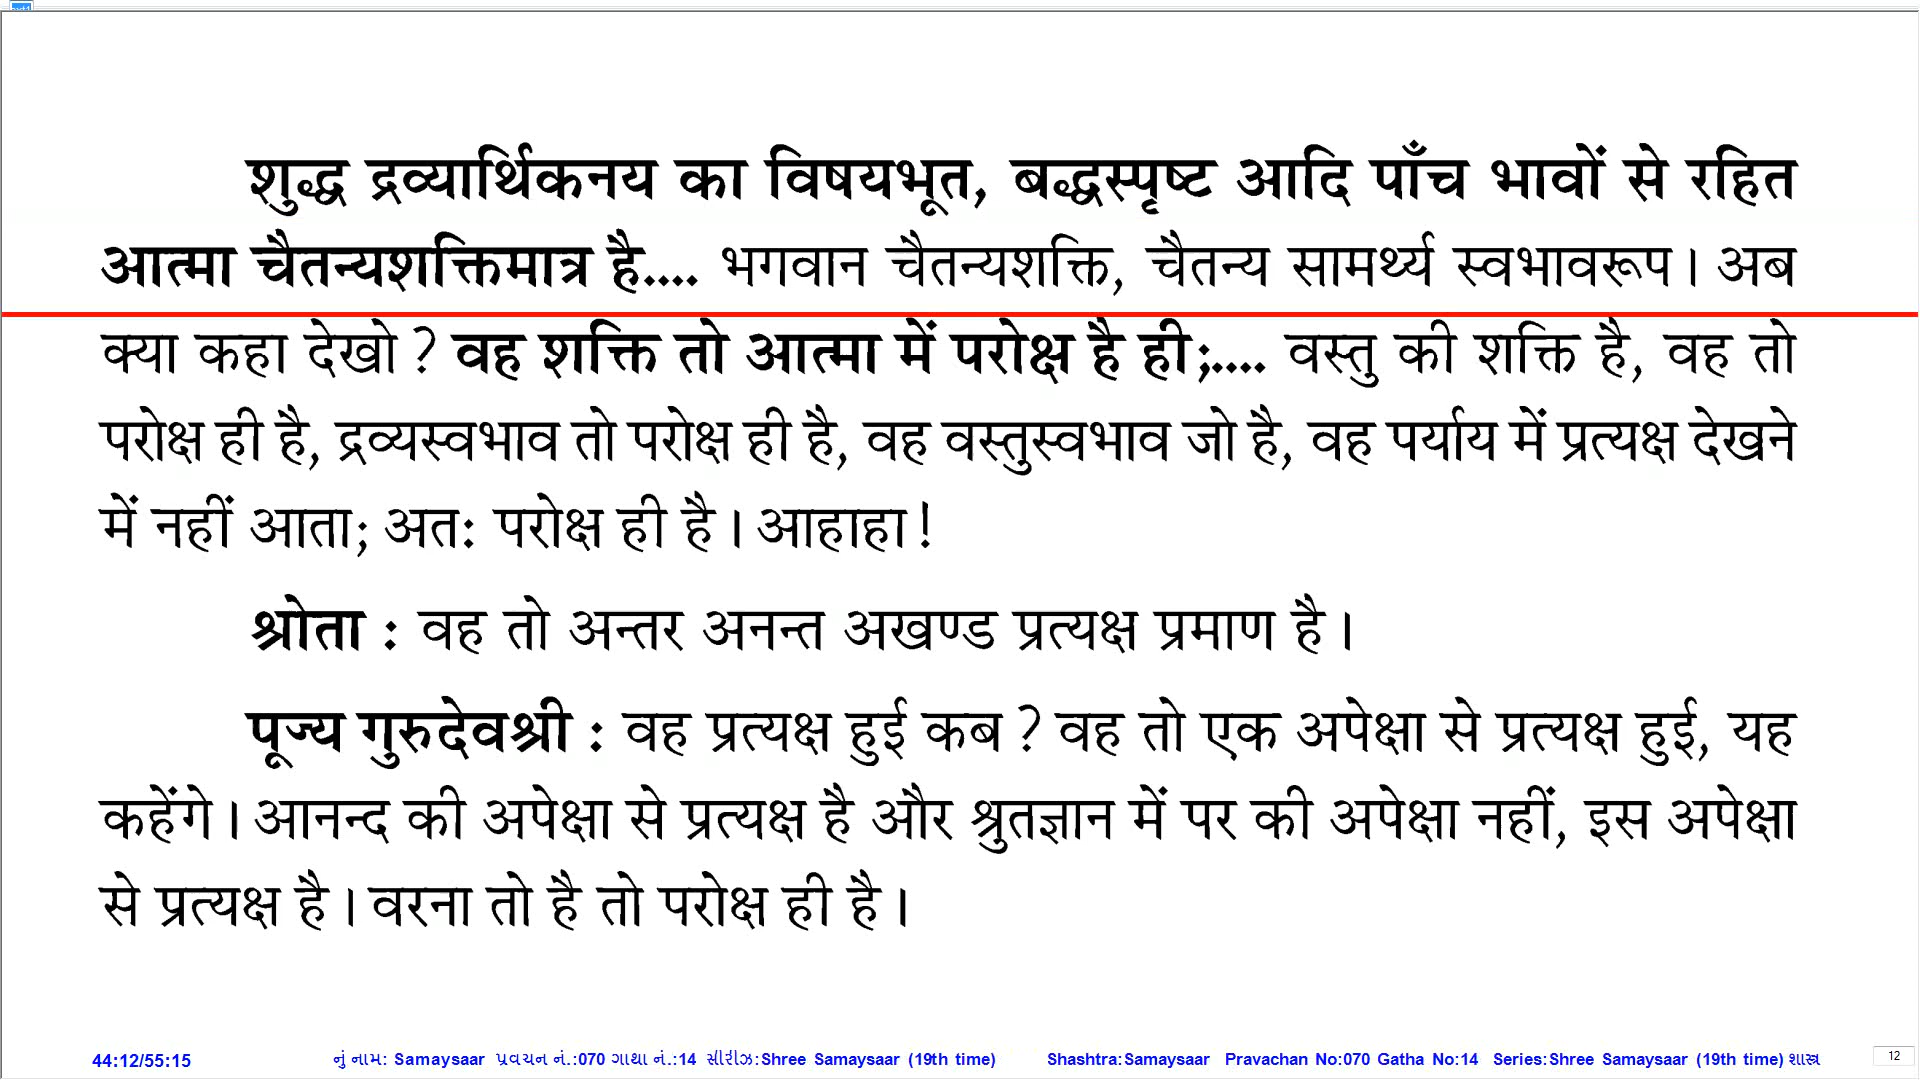 शुद्ध द्रव्यार्थिकनय का विषयभूत, बद्धस्पृष्ट आदि पाँच भावों से रहित
आत्मा चैतन्यशक्तिमात्र है.... भगवान चैतन्यशक्ति, चैतन्य सामर्थ्य स्वभावरूप। अब
क्या कहा देखो? वह शक्ति तो आत्मा में परोक्ष है ही;.... वस्तु की शक्ति है, वह तो
परोक्ष ही है, द्रव्यस्वभाव तो परोक्ष ही है, वह वस्तुस्वभाव जो है, वह पर्याय में प्रत्यक्ष देखने
में नहीं आता; अतः परोक्ष ही है। आहाहा!
श्रोता : वह तो अन्तर अनन्त अखण्ड प्रत्यक्ष प्रमाण है।
पूज्य गुरुदेवश्री : वह प्रत्यक्ष हुई कब? वह तो एक अपेक्षा से प्रत्यक्ष हुई, यह
कहेंगे। आनन्द की अपेक्षा से प्रत्यक्ष है और श्रुतज्ञान में पर की अपेक्षा नहीं, इस अपेक्षा
से प्रत्यक्ष है। वरना तो है तो परोक्ष ही है।
44:12/55:15 નું નામ: Samaysaar પ્રવચન નં.:070 ગાથા નં.:14 સીરીઝ:Shree Samaysaar (19th time) Shashtra:Samaysaar Pravachan No:070 Gatha No:14 Series:Shree Samaysaar (19th time) શાસ્ત્ર 12